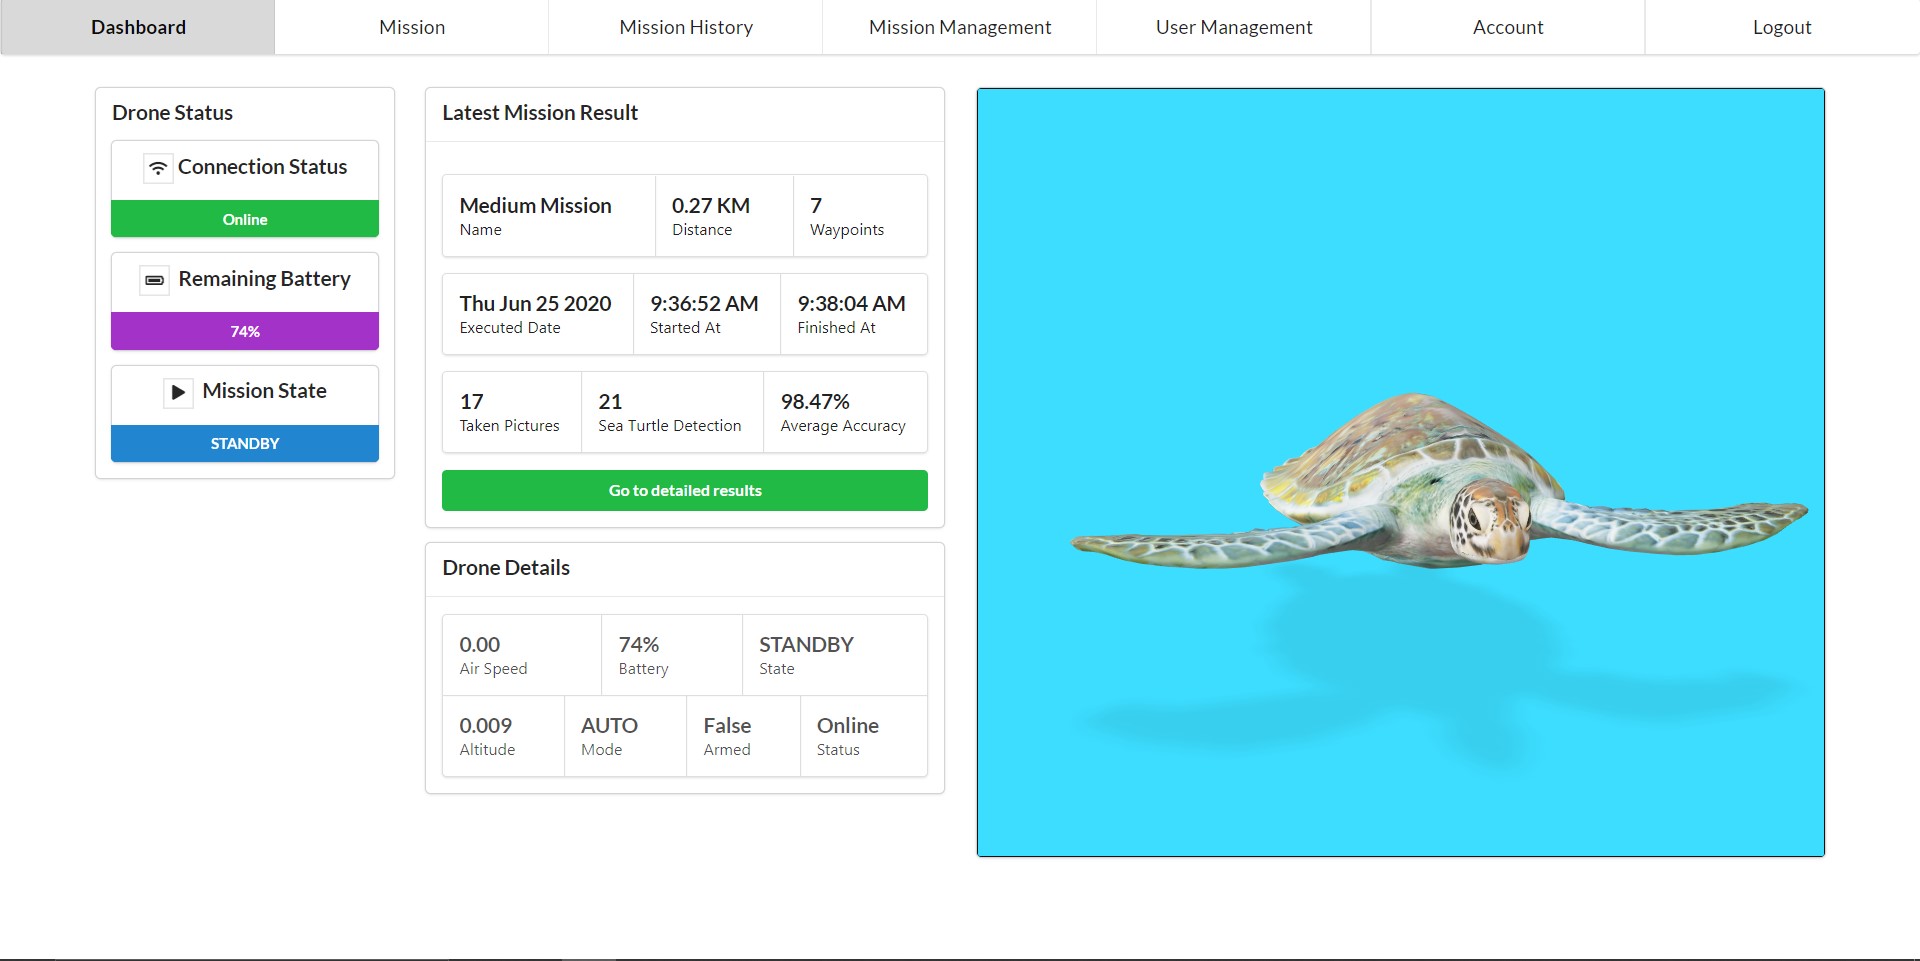 Dashboard Mission Mission History Mission Management User Management Account Logout
Drone Status
Connection Status
Online
Remaining Battery
74%
Mission State
STANDBY
Latest Mission Result
Medium Mission 0.27 KM 7
Name Distance Waypoints
Thu Jun 25 2020 9:36:52 AM 9:38:04 AM
Executed Date Started At Finished At
17 21 98.47%
Taken Pictures Sea Turtle Detection Average Accuracy
Go to detailed results
Drone Details
0.00 74% STANDBY
Air Speed Battery State
0.009 AUTO False Online
Altitude Mode Armed Status